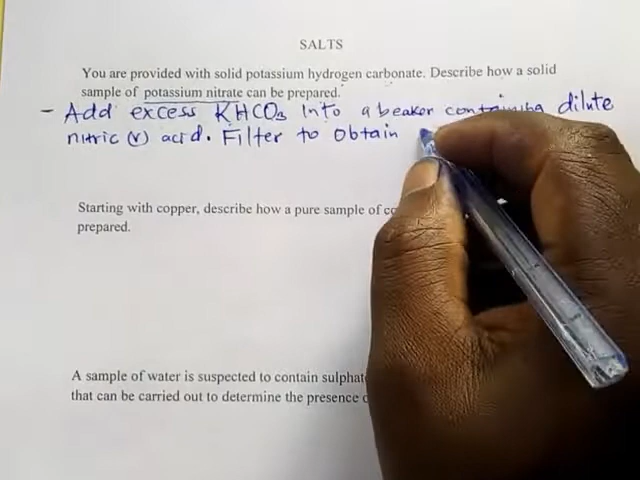 SALTS
You are provided with solid potassium hydrogen carbonate. Describe how a solid
sample of potassium nitrate can be prepared.
- Add excess KHCO3 Into a beaker containing dilute
nitric (v) acid. Filter to Obtain
Starting with copper, describe how a pure sample of
prepared.
A sample of water is suspected to contain
that can be carried out to determine the presence